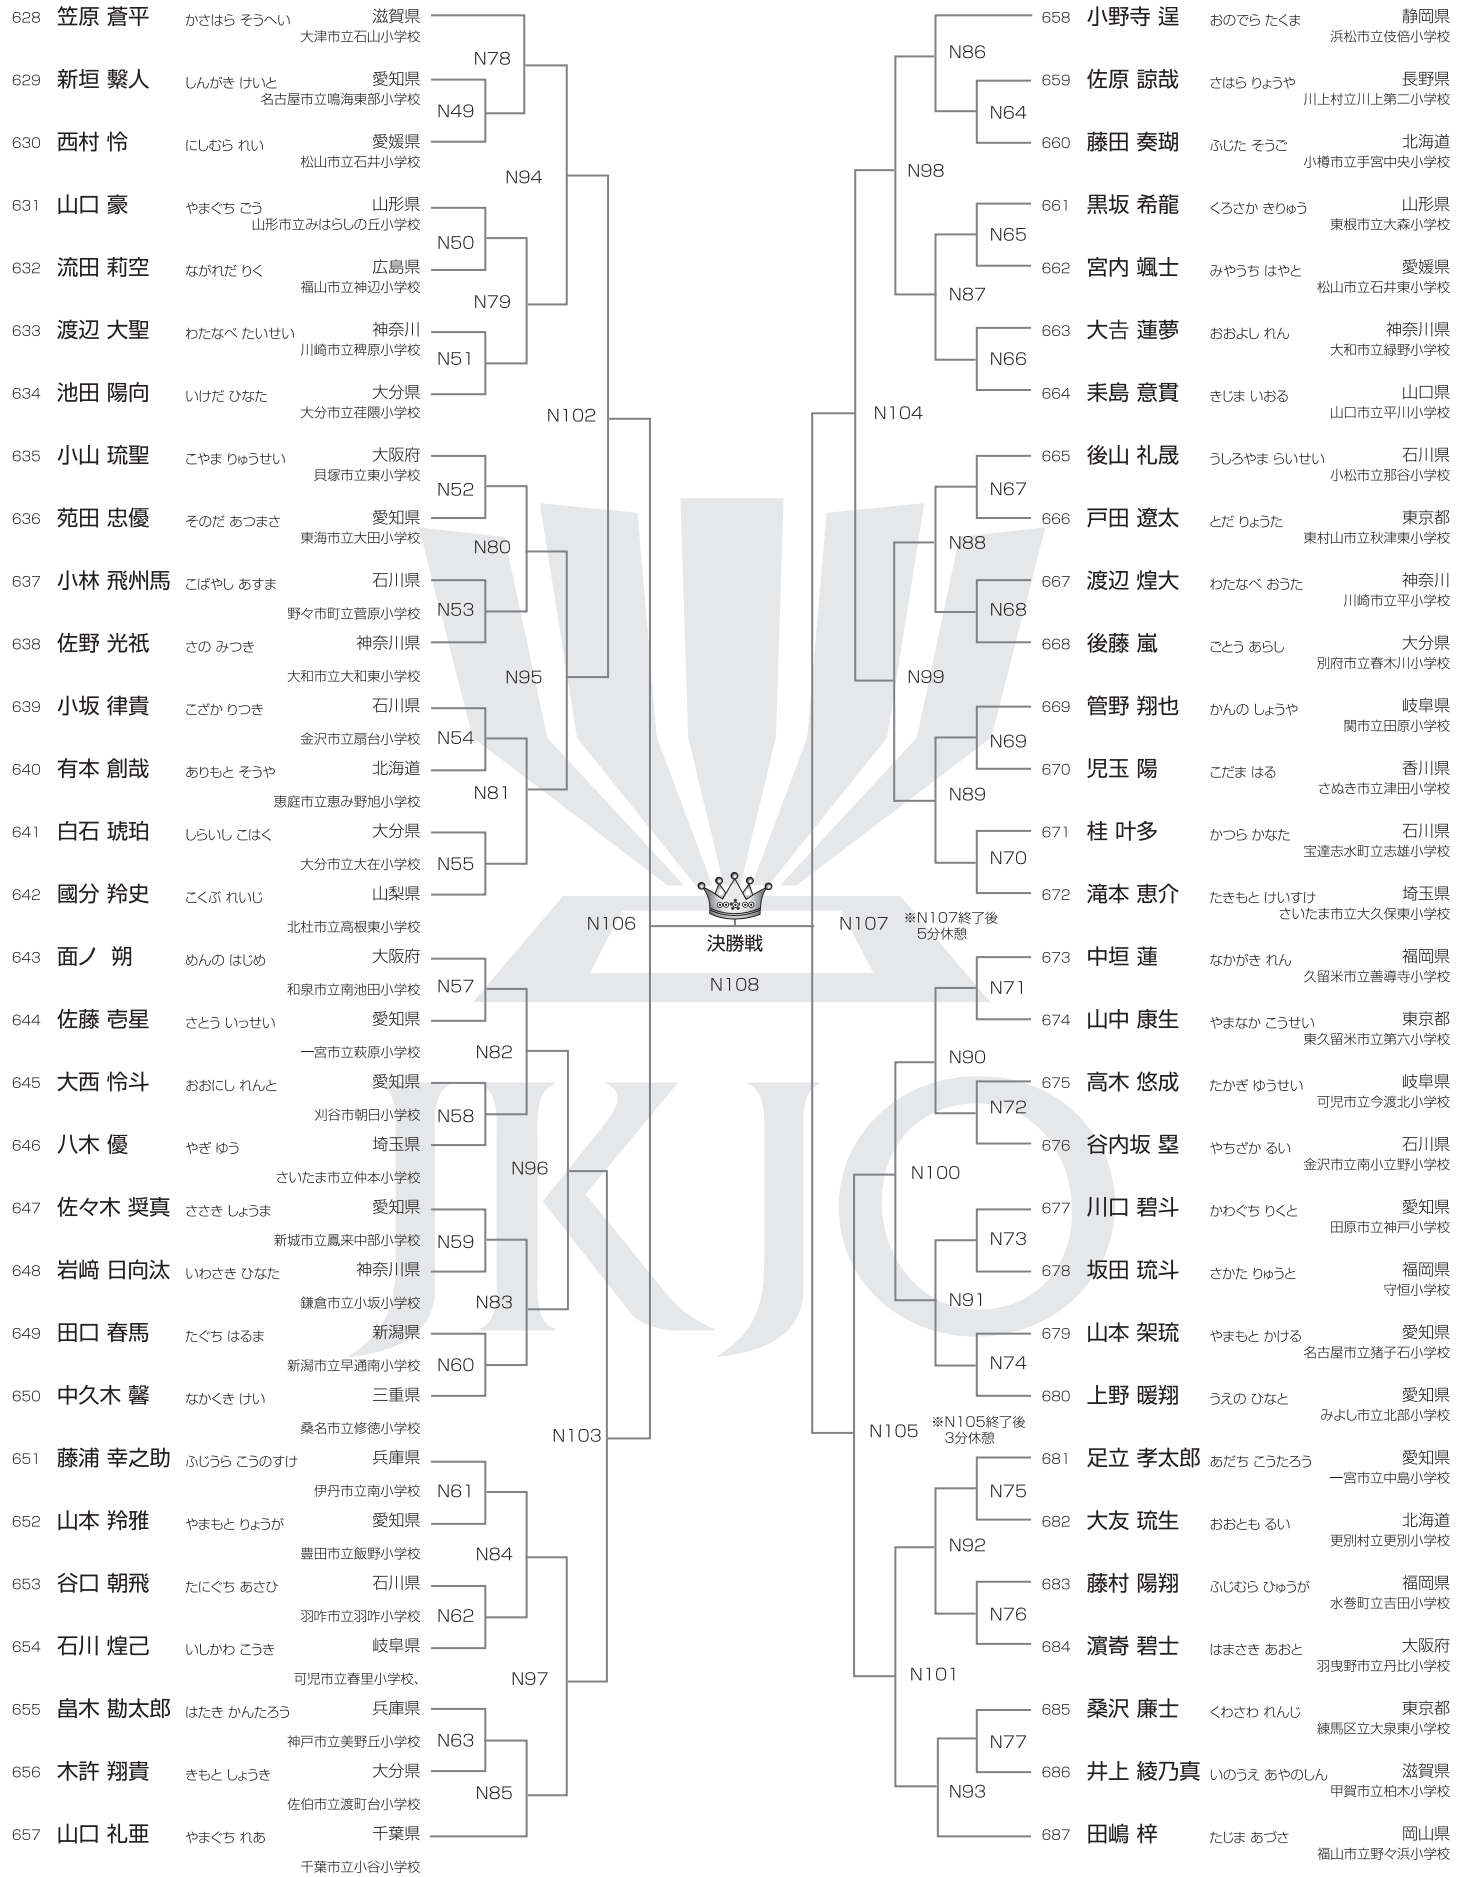 628 笠原 蒼平 かさはら そうへい 滋賀県
大津市立石山小学校
629 新垣 繋人 しんがき けいと 愛知県
名古屋市立鳴海東部小学校
630 西村 怜 にしむら れい 愛媛県
松山市立石井小学校
631 山口 豪 やまぐち ごう 山形県
山形市立みはらしの丘小学校
632 流田 莉空 ながれだ りく 広島県
福山市立神辺小学校
633 渡辺 大聖 わたなべ たいせい 神奈川
川崎市立稗原小学校
634 池田 陽向 いけだ ひなた 大分県
大分市立荏隈小学校
635 小山 琉聖 こやま りゅうせい 大阪府
貝塚市立東小学校
636 苑田 忠優 そのだ あつまさ 愛知県
東海市立大田小学校
637 小林 飛州馬 こばやし あすま 石川県
野々市町立菅原小学校
638 佐野 光祇 さの みつき 神奈川県
大和市立大和東小学校
639 小坂 律貴 こざか りつき 石川県
金沢市立扇台小学校
640 有本 創哉 ありもと そうや 北海道
恵庭市立恵み野旭小学校
641 白石 琥珀 しらいし こはく 大分県
大分市立大在小学校
642 國分 羚史 こくぶ れいじ 山梨県
北杜市立高根東小学校
643 面ノ 朔 めんの はじめ 大阪府
和泉市立南池田小学校
644 佐藤 壱星 さとう いっせい 愛知県
一宮市立萩原小学校
645 大西 怜斗 おおにし れんと 愛知県
刈谷市朝日小学校
646 八木 優 やぎ ゆう 埼玉県
さいたま市立仲本小学校
647 佐々木 奨真 ささき しょうま 愛知県
新城市立鳳来中部小学校
648 岩﨑 日向汰 いわさき ひなた 神奈川県
鎌倉市立小坂小学校
649 田口 春馬 たぐち はるま 新潟県
新潟市立早通南小学校
650 中久木 馨 なかくき けい 三重県
桑名市立修徳小学校
651 藤浦 幸之助 ふじうら こうのすけ 兵庫県
伊丹市立南小学校
652 山本 羚雅 やまもと りょうが 愛知県
豊田市立飯野小学校
653 谷口 朝飛 たにぐち あさひ 石川県
羽咋市立羽咋小学校
654 石川 煌己 いしかわ こうき 岐阜県
可児市立春里小学校、
655 畠木 勘太郎 はたき かんたろう 兵庫県
神戸市立美野丘小学校
656 木許 翔貴 きもと しょうき 大分県
佐伯市立渡町台小学校
657 山口 礼亜 やまぐち れあ 千葉県
千葉市立小谷小学校
N78
N49
N94
N50
N79
N51
N102
N52
N80
N53
N95
N54
N81
N55
N106
N57
N82
N58
N96
N59
N83
N60
N103
N61
N84
N62
N97
N63
N85
決勝戦
N108
JKJO
N86
N64
N98
N65
N87
N66
N104
N67
N88
N68
N99
N69
N89
N70
N107 ※N107終了後
5分休憩
N71
N90
N72
N100
N73
N91
N74
N105 ※N105終了後
3分休憩
N75
N92
N76
N101
N77
N93
658 小野寺 逞 おのでら たくま 静岡県
浜松市立伎倍小学校
659 佐原 諒哉 さはら りょうや 長野県
川上村立川上第二小学校
660 藤田 奏瑚 ふじた そうご 北海道
小樽市立手宮中央小学校
661 黒坂 希龍 くろさか きりゅう 山形県
東根市立大森小学校
662 宮内 颯士 みやうち はやと 愛媛県
松山市立石井東小学校
663 大𠮷 蓮夢 おおよし れん 神奈川県
大和市立緑野小学校
664 耒島 意貫 きじま いおる 山口県
山口市立平川小学校
665 後山 礼晟 うしろやま らいせい 石川県
小松市立那谷小学校
666 戸田 遼太 とだ りょうた 東京都
東村山市立秋津東小学校
667 渡辺 煌大 わたなべ おうた 神奈川
川崎市立平小学校
668 後藤 嵐 ごとう あらし 大分県
別府市立春木川小学校
669 管野 翔也 かんの しょうや 岐阜県
関市立田原小学校
670 児玉 陽 こだま はる 香川県
さぬき市立津田小学校
671 桂 叶多 かつら かなた 石川県
宝達志水町立志雄小学校
672 滝本 恵介 たきもと けいすけ 埼玉県
さいたま市立大久保東小学校
673 中垣 蓮 なかがき れん 福岡県
久留米市立善導寺小学校
674 山中 康生 やまなか こうせい 東京都
東久留米市立第六小学校
675 高木 悠成 たかぎ ゆうせい 岐阜県
可児市立今渡北小学校
676 谷内坂 塁 やちざか るい 石川県
金沢市立南小立野小学校
677 川口 碧斗 かわぐち りくと 愛知県
田原市立神戸小学校
678 坂田 琉斗 さかた りゅうと 福岡県
守恒小学校
679 山本 架琉 やまもと かける 愛知県
名古屋市立猪子石小学校
680 上野 暖翔 うえの ひなと 愛知県
みよし市立北部小学校
681 足立 孝太郎 あだち こうたろう 愛知県
一宮市立中島小学校
682 大友 琉生 おおとも るい 北海道
更別村立更別小学校
683 藤村 陽翔 ふじむら ひゅうが 福岡県
水巻町立吉田小学校
684 濵嵜 碧士 はまさき あおと 大阪府
羽曳野市立丹比小学校
685 桑沢 廉士 くわさわ れんじ 東京都
練馬区立大泉東小学校
686 井上 綾乃真 いのうえ あやのしん 滋賀県
甲賀市立柏木小学校
687 田嶋 梓 たじま あづさ 岡山県
福山市立野々浜小学校